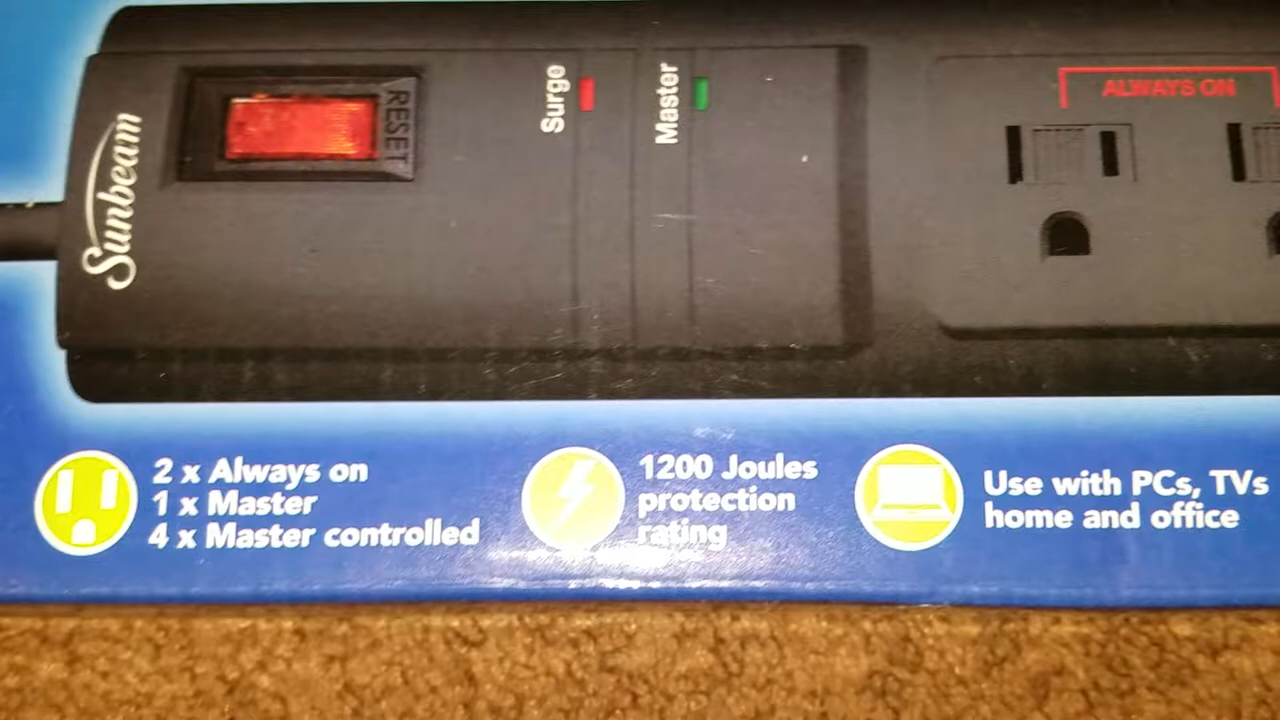 Sunbeam
RESET
Surge
Master
ALWAYS ON
2 x Always on
1 x Master
4 x Master controlled
1200 Joules
protection
rating
Use with PCs, TVs
home and office